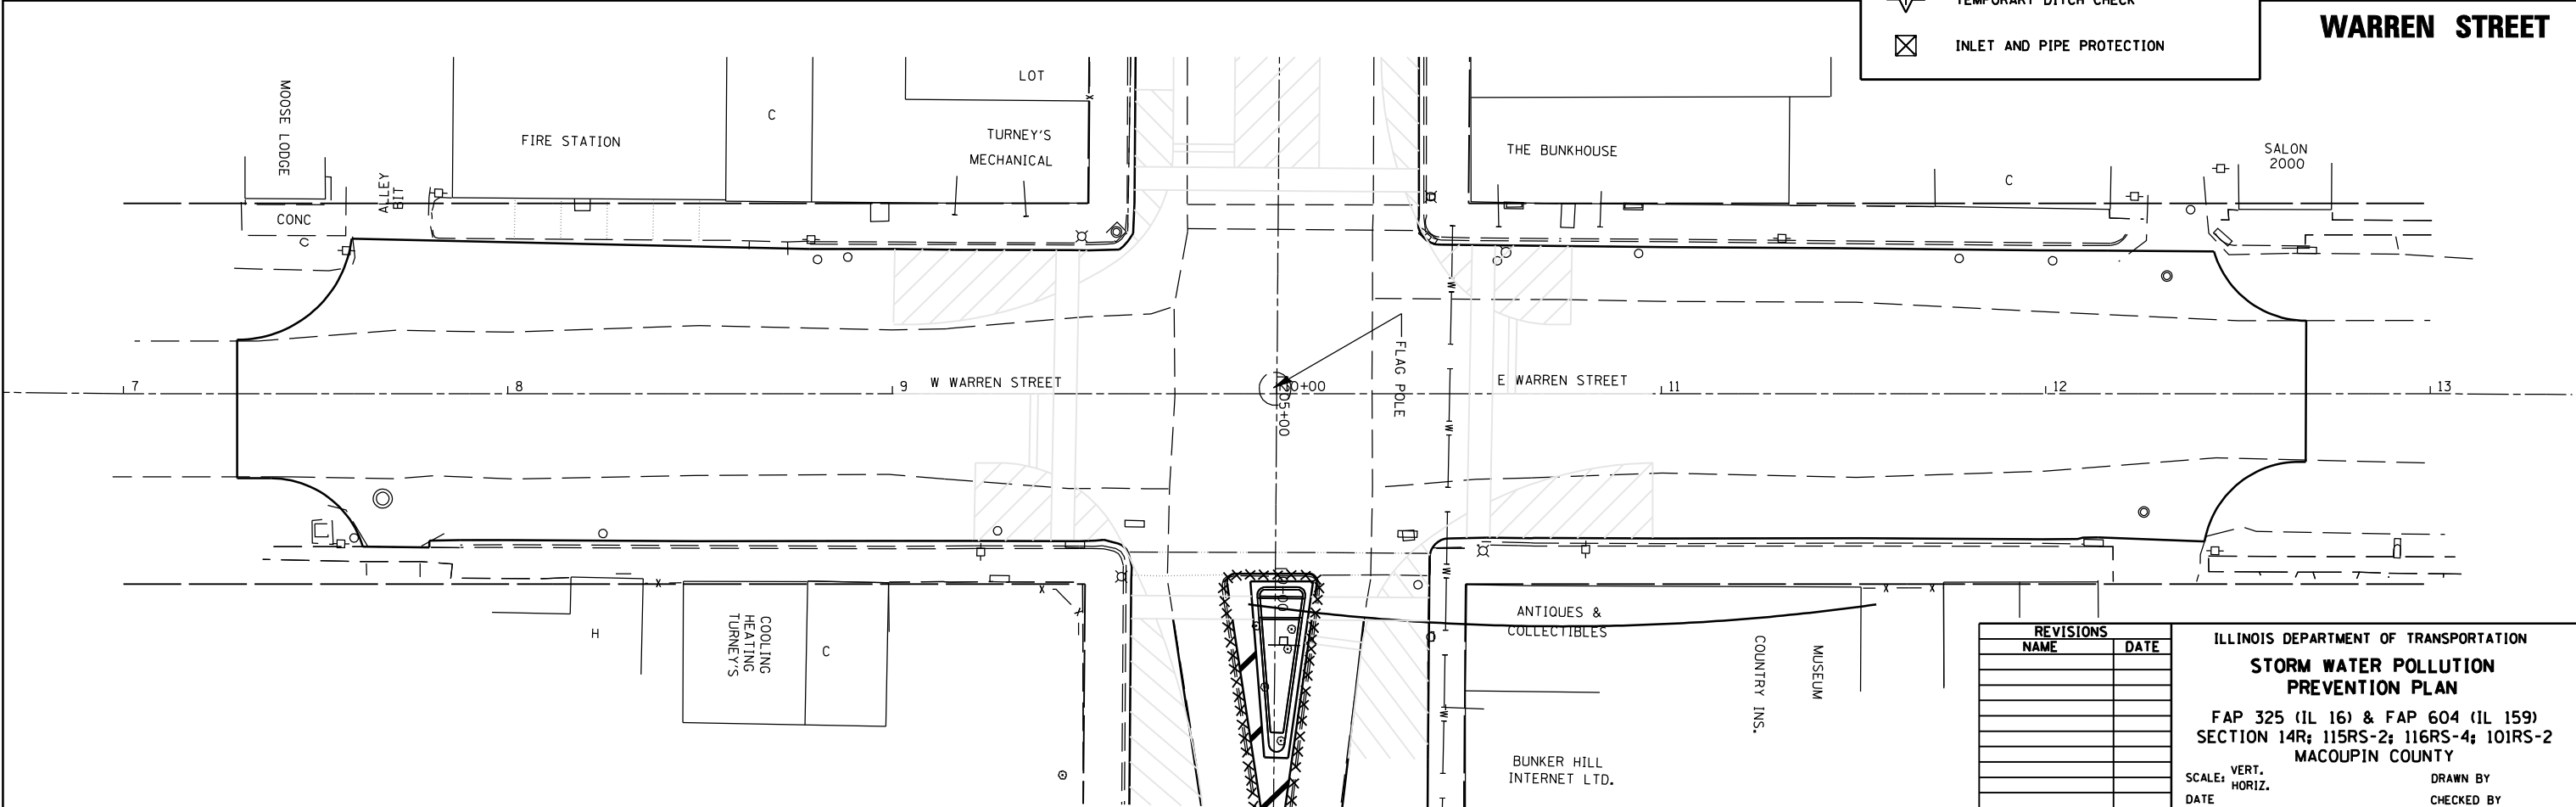 TEMPORARY DITCH CHECK
INLET AND PIPE PROTECTION
WARREN STREET
MOOSE LODGE
CONC
C
ALLEY
BIT
FIRE STATION
C
LOT
TURNEY'S
MECHANICAL
THE BUNKHOUSE
C
SALON
2000
7
8
9
W WARREN STREET
FLAG POLE
E WARREN STREET
11
12
13
W
W
W
W
W
H
COOLING
HEATING
TURNEY'S
C
ANTIQUES &
COLLECTIBLES
COUNTRY INS.
MUSEUM
BUNKER HILL
INTERNET LTD.
REVISIONS
NAME DATE
ILLINOIS DEPARTMENT OF TRANSPORTATION
STORM WATER POLLUTION
PREVENTION PLAN
FAP 325 (IL 16) & FAP 604 (IL 159)
SECTION 14R; 115RS-2; 116RS-4; 101RS-2
MACOUPIN COUNTY
SCALE: VERT.
HORIZ.
DRAWN BY
DATE
CHECKED BY